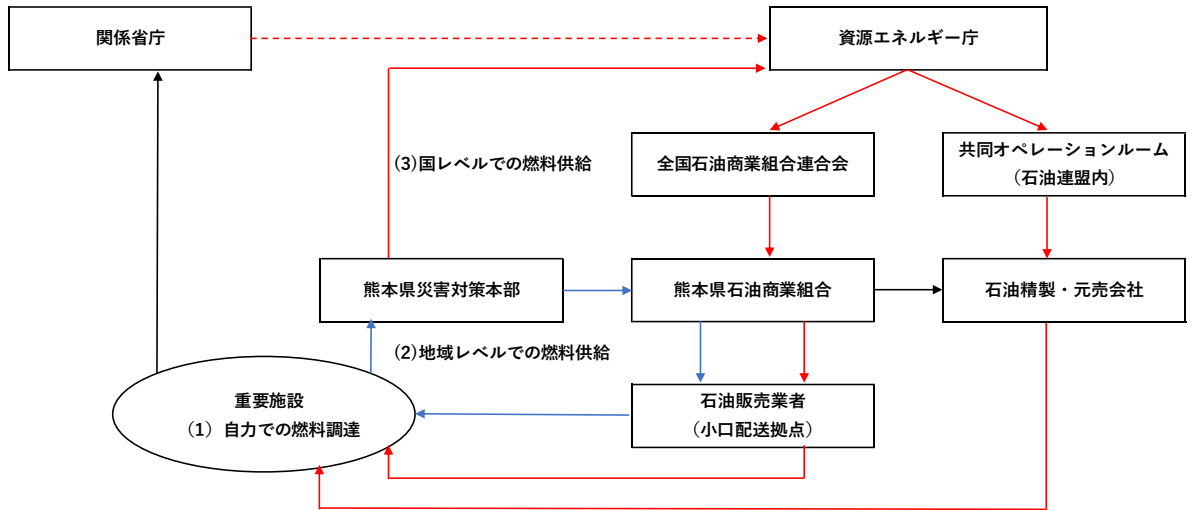 関係省庁
資源エネルギー庁
(3)国レベルでの燃料供給
全国石油商業組合連合会
共同オペレーションルーム
（石油連盟内）
熊本県災害対策本部
熊本県石油商業組合
石油精製・元売会社
(2)地域レベルでの燃料供給
重要施設
（1）自力での燃料調達
石油販売業者
（小口配送拠点）